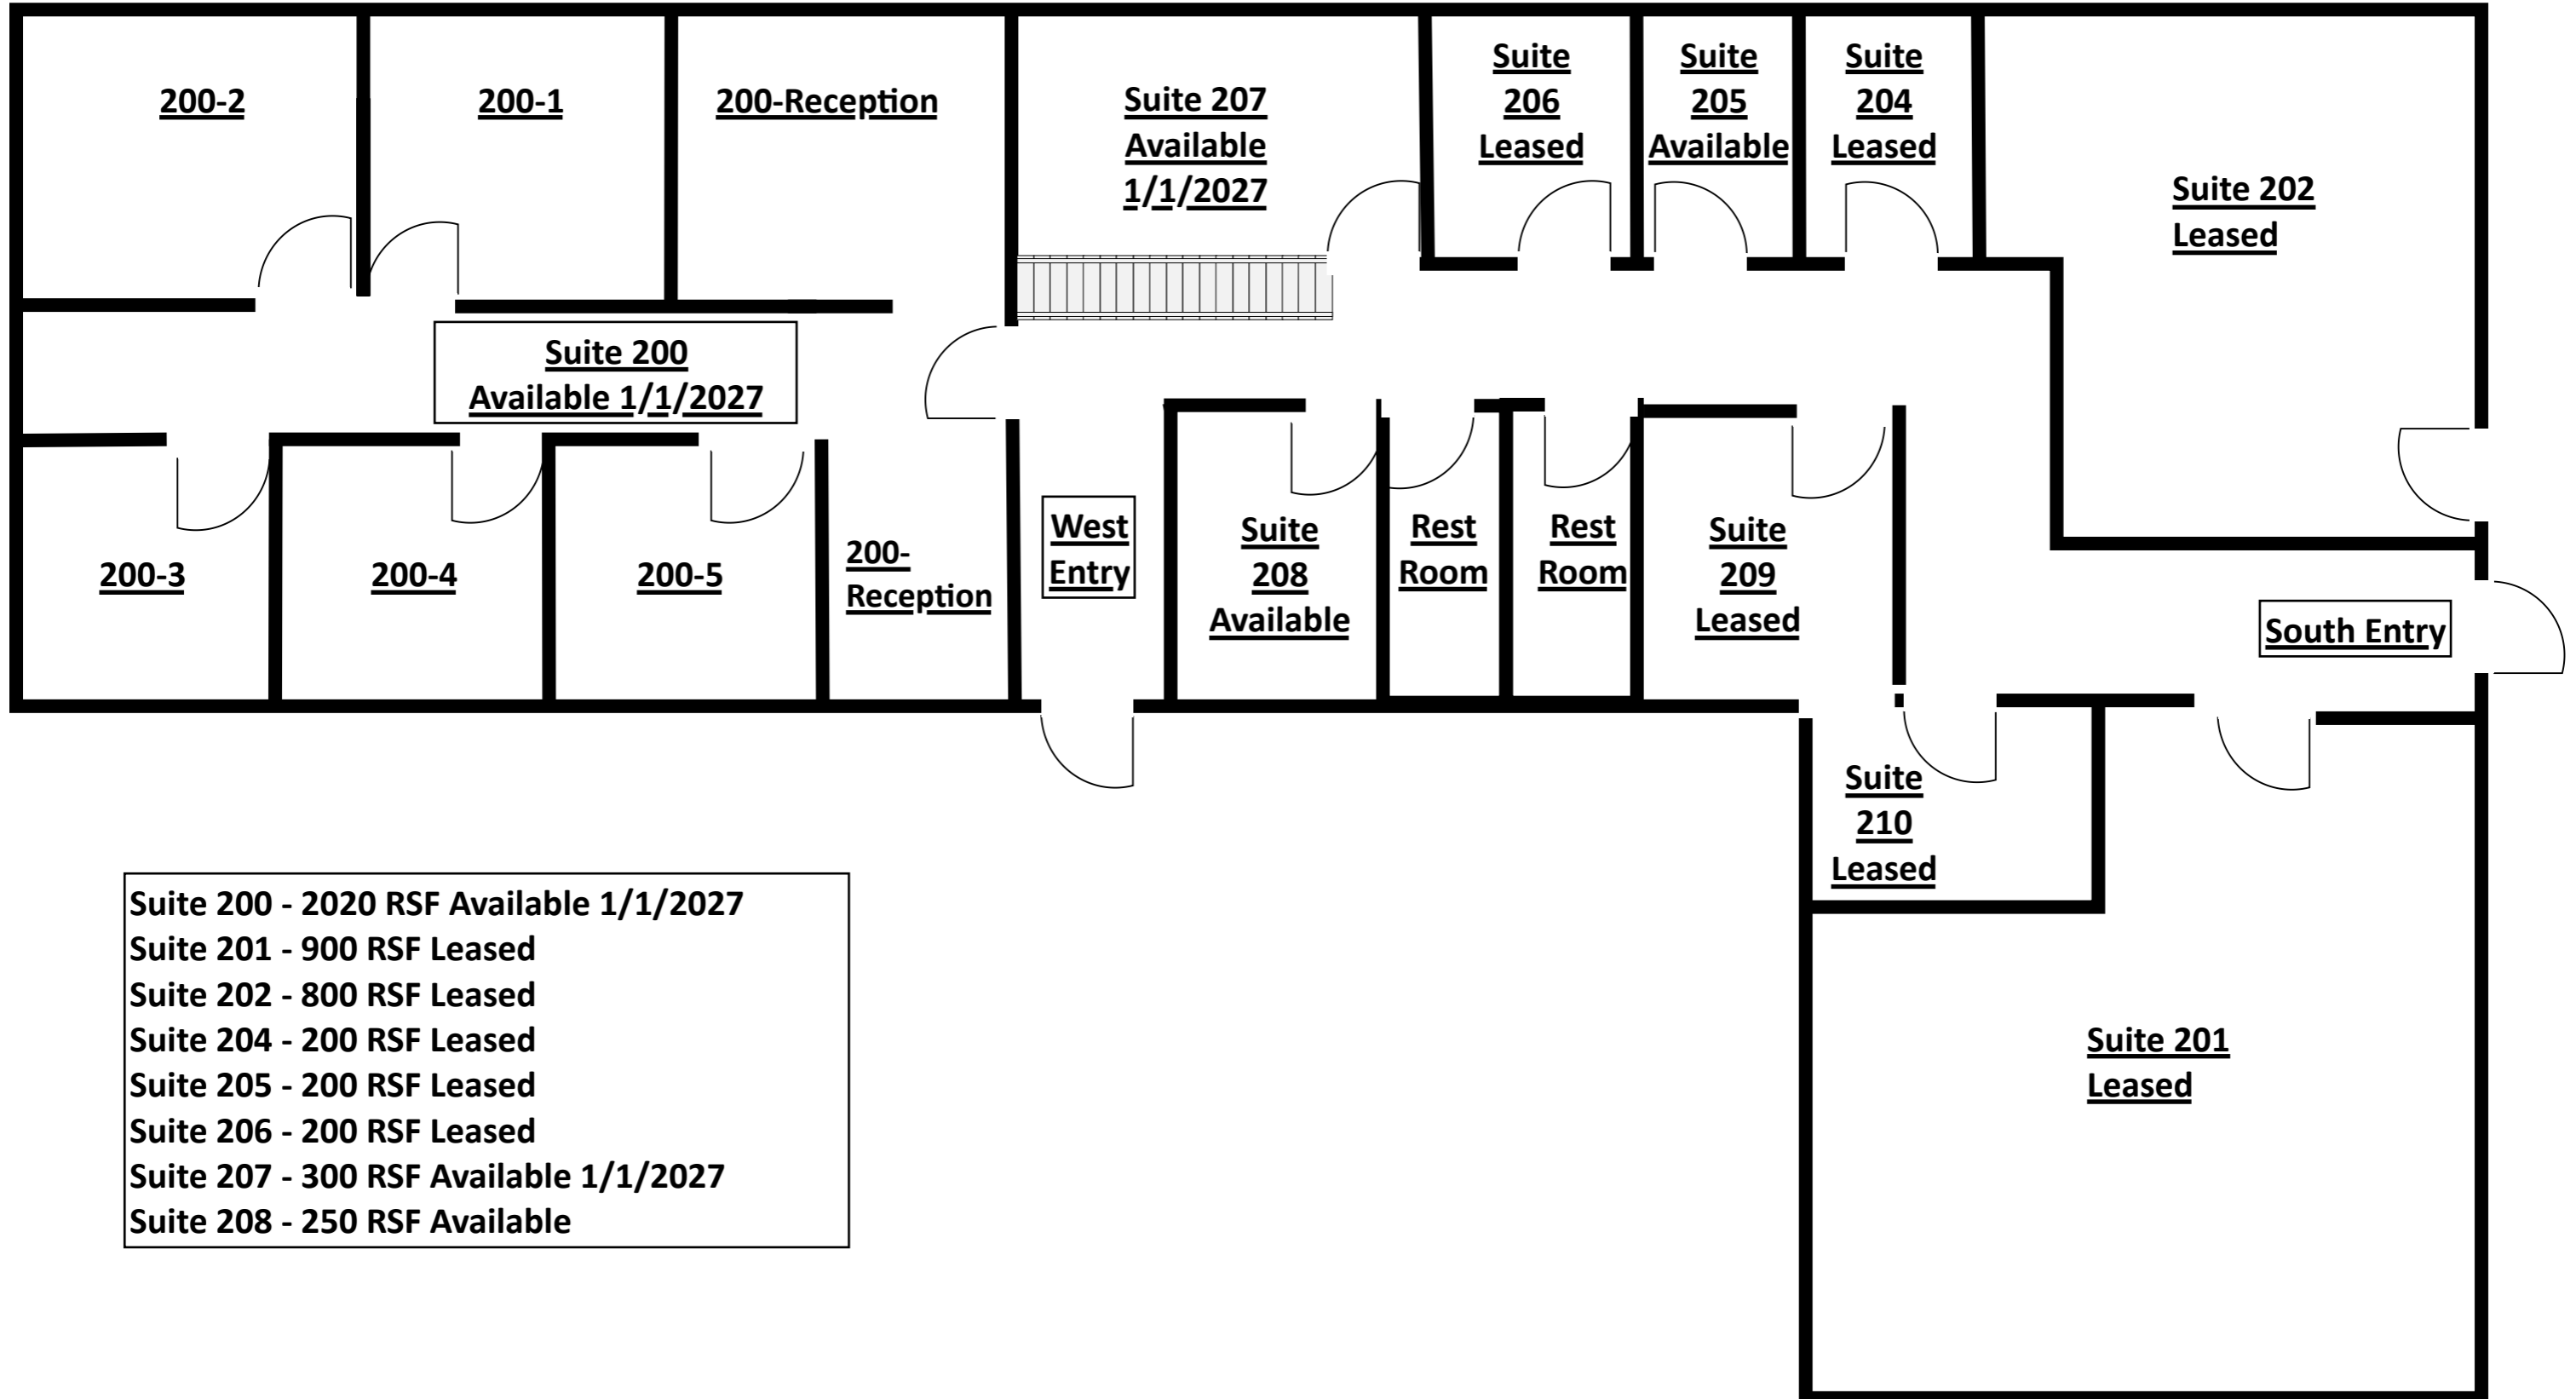 200-2
200-1
200-Reception
Suite 207
Available
1/1/2027
Suite
206
Leased
Suite
205
Available
Suite
204
Leased
Suite 202
Leased
Suite 200
Available 1/1/2027
200-3
200-4
200-5
200-
Reception
West
Entry
Suite
208
Available
Rest
Room
Rest
Room
Suite
209
Leased
South Entry
Suite
210
Leased
Suite 201
Leased
Suite 200 - 2020 RSF Available 1/1/2027
Suite 201 - 900 RSF Leased
Suite 202 - 800 RSF Leased
Suite 204 - 200 RSF Leased
Suite 205 - 200 RSF Leased
Suite 206 - 200 RSF Leased
Suite 207 - 300 RSF Available 1/1/2027
Suite 208 - 250 RSF Available